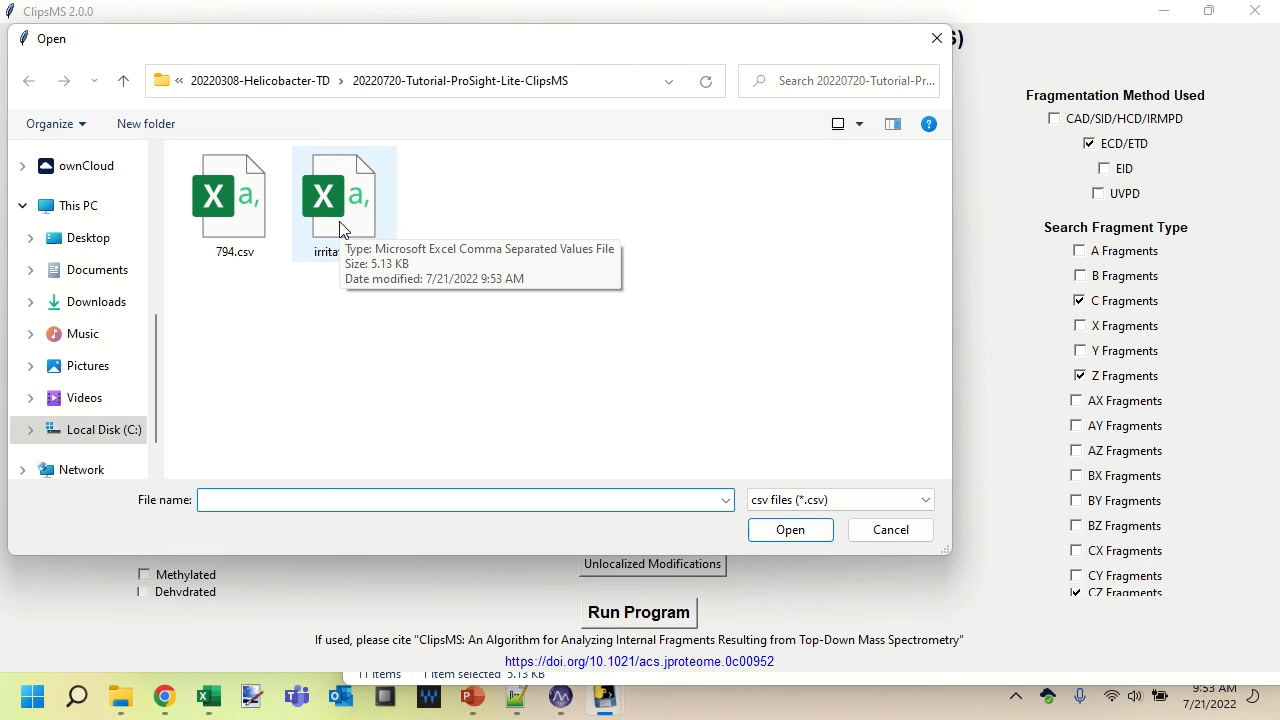 ClipsMS 2.0.0
Open
« 20220308-Helicobacter-TD › 20220720-Tutorial-ProSight-Lite-ClipsMS
Search 20220720-Tutorial-Pr...
Organize
New folder
ownCloud
This PC
Desktop
Documents
Downloads
Music
Pictures
Videos
Local Disk (C:)
Network
794.csv
Type: Microsoft Excel Comma Separated Values File
Size: 5.13 KB
Date modified: 7/21/2022 9:53 AM
File name:
csv files (*.csv)
Open
Cancel
Fragmentation Method Used
CAD/SID/HCD/IRMPD
ECD/ETD
EID
UVPD
Search Fragment Type
A Fragments
B Fragments
C Fragments
X Fragments
Y Fragments
Z Fragments
AX Fragments
AY Fragments
AZ Fragments
BX Fragments
BY Fragments
BZ Fragments
CX Fragments
CY Fragments
CZ Fragments
Methylated
Dehydrated
Unlocalized Modifications
Run Program
If used, please cite "ClipsMS: An Algorithm for Analyzing Internal Fragments Resulting from Top-Down Mass Spectrometry"
https://doi.org/10.1021/acs.jproteome.0c00952
11 items 1 item selected 5.13 KB
9:53 AM
7/21/2022